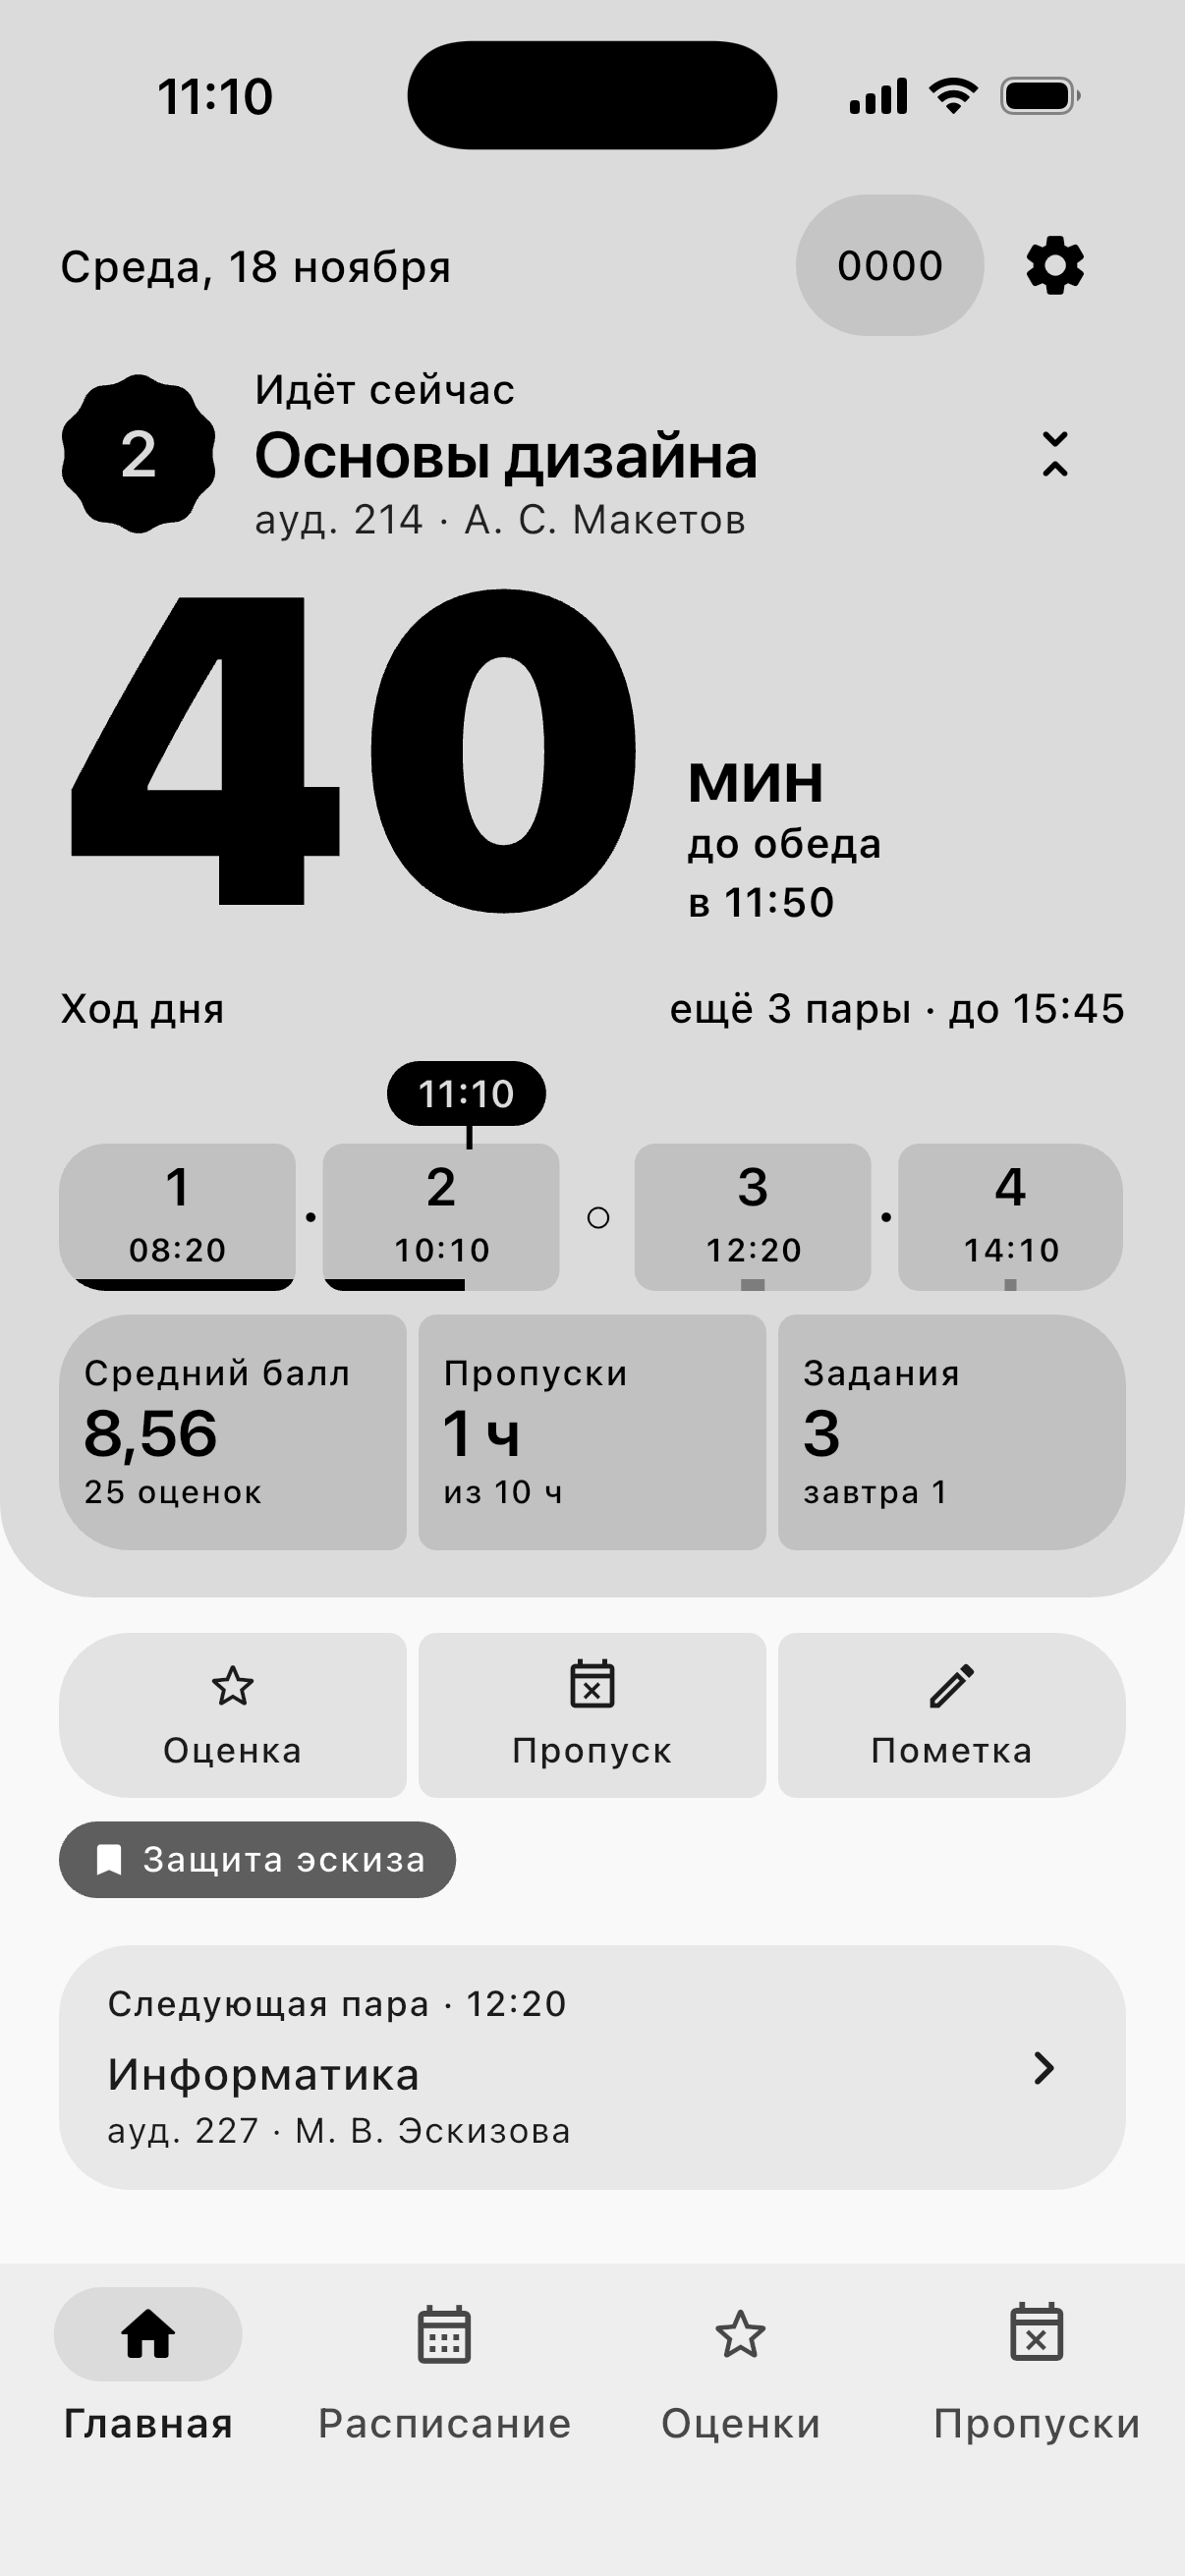 11:10
Среда, 18 ноября
0000
Идёт сейчас
2
Основы дизайна
ауд. 214 · А. С. Макетов
40
мин
до обеда
в 11:50
Ход дня
ещё 3 пары · до 15:45
11:10
1
2
3
4
08:20
10:10
12:20
14:10
Средний балл
Пропуски
Задания
8,56
1 ч
3
25 оценок
из 10 ч
завтра 1
Оценка
Пропуск
Пометка
Защита эскиза
Следующая пара · 12:20
Информатика
ауд. 227 · М. В. Эскизова
Главная
Расписание
Оценки
Пропуски